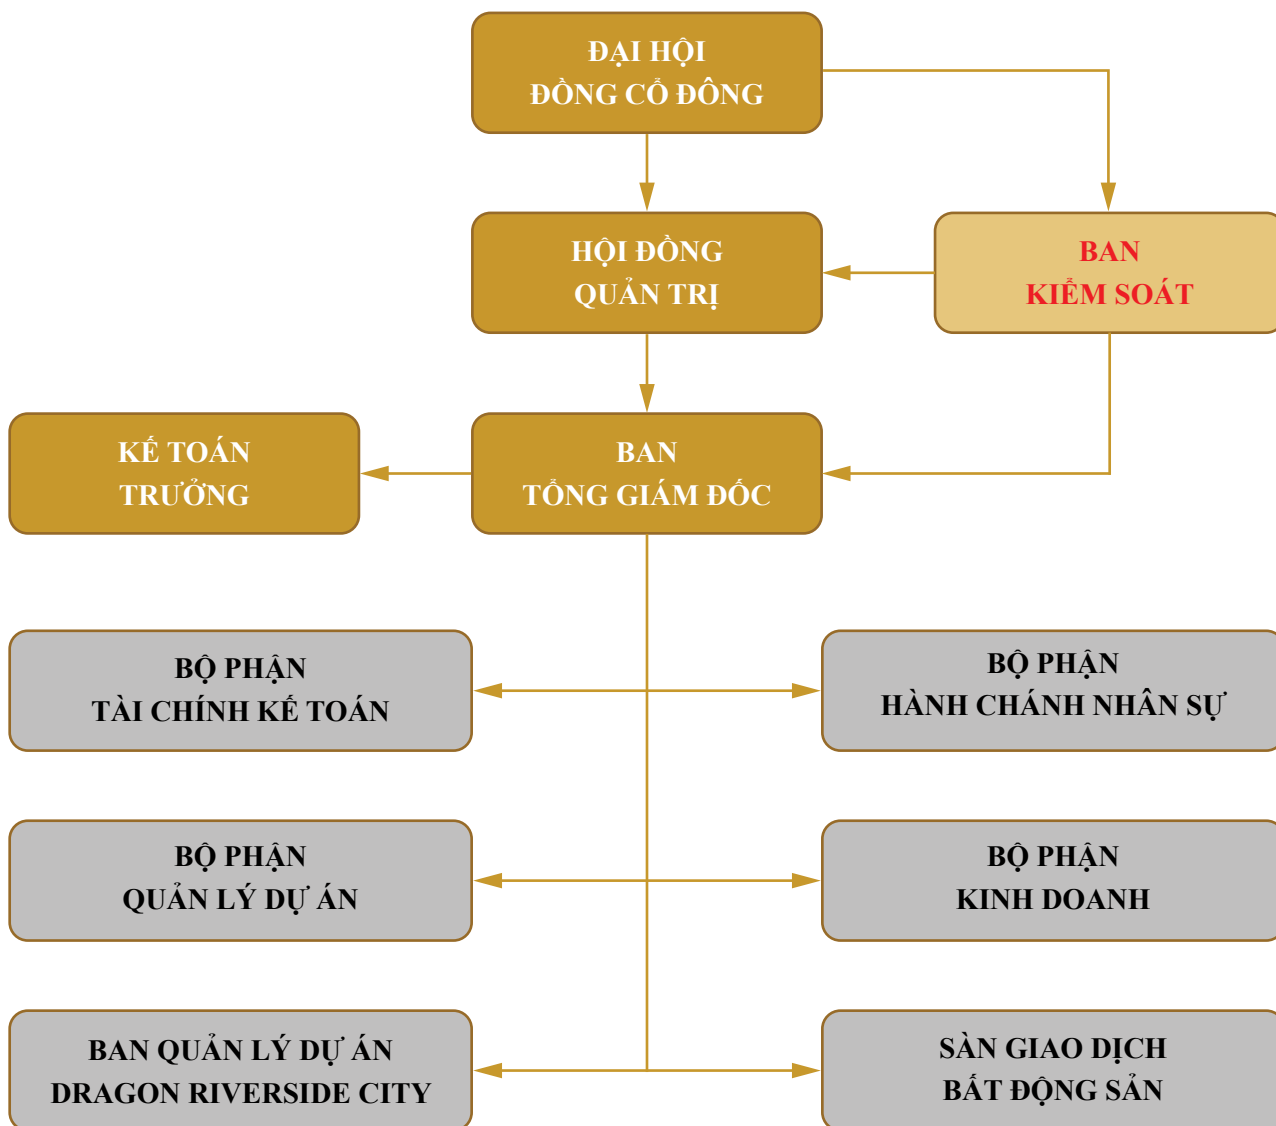 ĐẠI HỘI
ĐỒNG CỔ ĐÔNG
HỘI ĐỒNG
QUẢN TRỊ
BAN
KIỂM SOÁT
KẾ TOÁN
TRƯỞNG
BAN
TỔNG GIÁM ĐỐC
BỘ PHẬN
TÀI CHÍNH KẾ TOÁN
BỘ PHẬN
HÀNH CHÁNH NHÂN SỰ
BỘ PHẬN
QUẢN LÝ DỰ ÁN
BỘ PHẬN
KINH DOANH
BAN QUẢN LÝ DỰ ÁN
DRAGON RIVERSIDE CITY
SÀN GIAO DỊCH
BẤT ĐỘNG SẢN